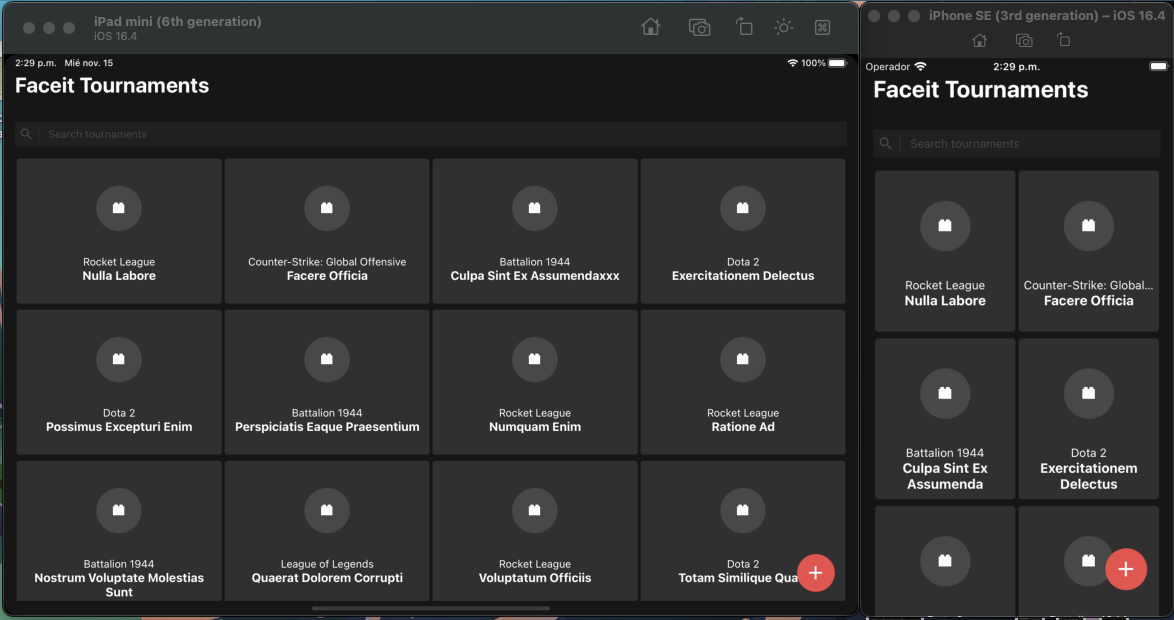 iPad mini (6th generation)
iOS 16.4
2:29 p.m. Mié nov. 15
100%
Faceit Tournaments
Search tournaments
Rocket League
Nulla Labore
Counter-Strike: Global Offensive
Facere Officia
Battalion 1944
Culpa Sint Ex Assumendaxxx
Dota 2
Exercitationem Delectus
Dota 2
Possimus Excepturi Enim
Battalion 1944
Perspiciatis Eaque Praesentium
Rocket League
Numquam Enim
Rocket League
Ratione Ad
Battalion 1944
Nostrum Voluptate Molestias
Sunt
League of Legends
Quaerat Dolorem Corrupti
Rocket League
Voluptatum Officiis
Dota 2
Totam Similique Qua
+
iPhone SE (3rd generation) – iOS 16.4
Operador
2:29 p.m.
Faceit Tournaments
Search tournaments
Rocket League
Nulla Labore
Counter-Strike: Global...
Facere Officia
Battalion 1944
Culpa Sint Ex
Assumenda
Dota 2
Exercitationem
Delectus
+